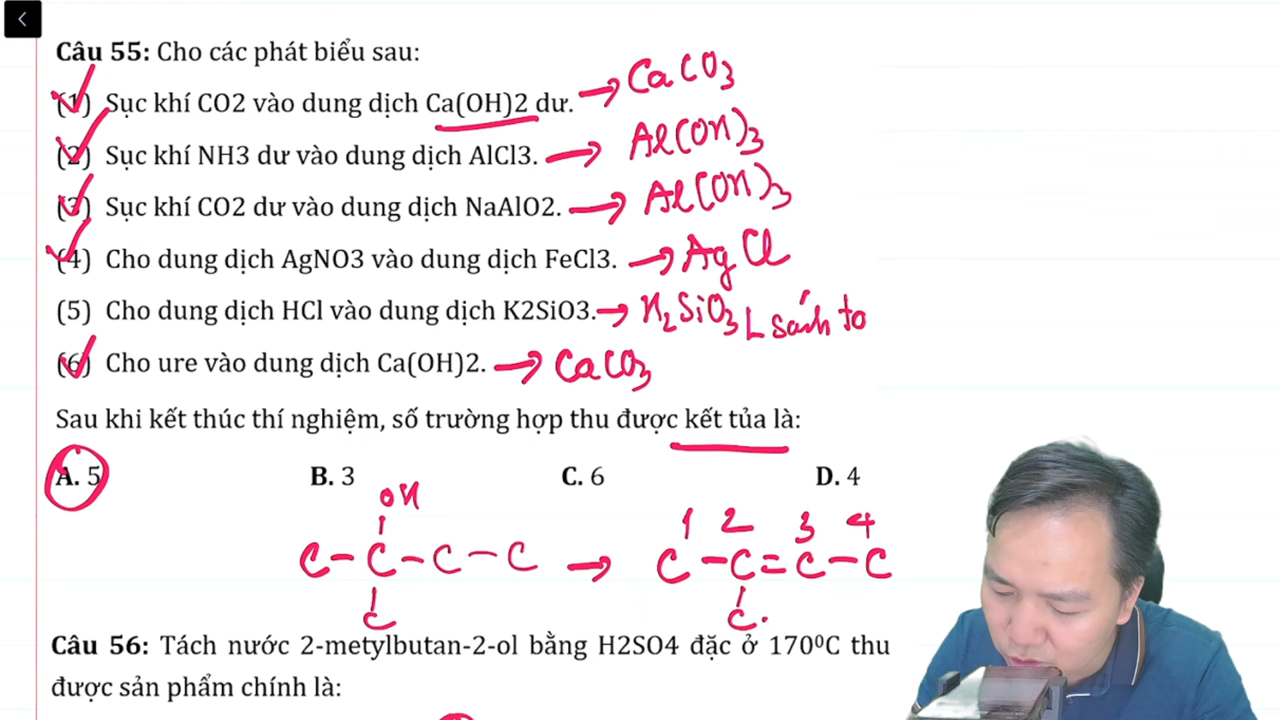 Câu 55: Cho các phát biểu sau:
(1) Sục khí CO2 vào dung dịch Ca(OH)2 dư. → CaCO3
(2) Sục khí NH3 dư vào dung dịch AlCl3. → Al(OH)3
(3) Sục khí CO2 dư vào dung dịch NaAlO2. → Al(OH)3
(4) Cho dung dịch AgNO3 vào dung dịch FeCl3. → AgCl
(5) Cho dung dịch HCl vào dung dịch K2SiO3. → H2SiO3 L sánh to
(6) Cho ure vào dung dịch Ca(OH)2. → CaCO3
Sau khi kết thúc thí nghiệm, số trường hợp thu được kết tủa là:
A. 5 B. 3 C. 6 D. 4
OH 1 2 3 4
C-C-C-C → C-C=C-C
C C.
Câu 56: Tách nước 2-metylbutan-2-ol bằng H2SO4 đặc ở 170⁰C thu
được sản phẩm chính là: